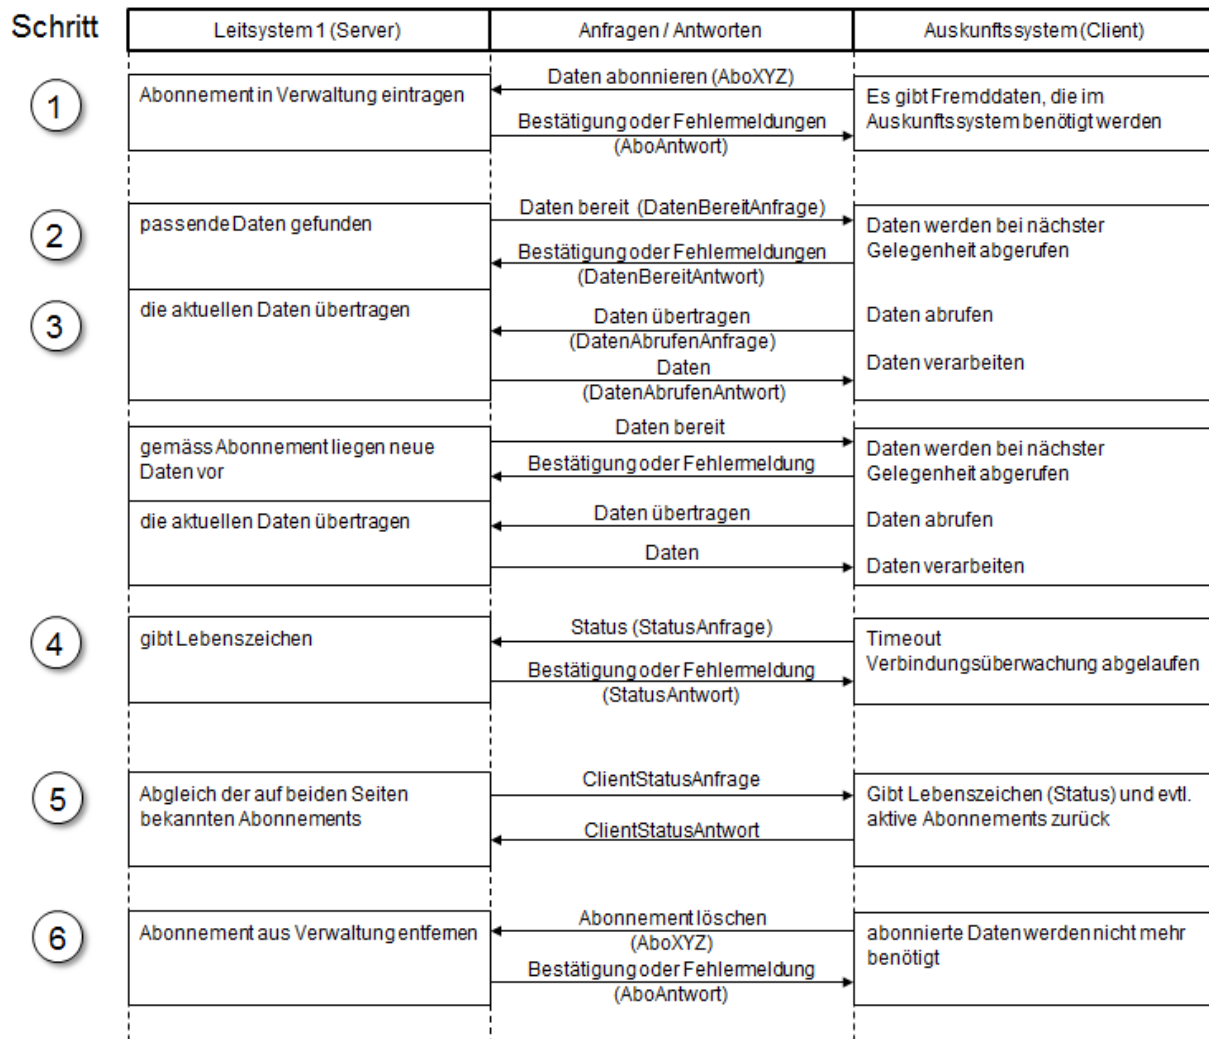 Schritt
Leitsystem 1 (Server)
Anfragen / Antworten
Auskunftssystem (Client)
1
Abonnement in Verwaltung eintragen
Daten abonnieren (AboXYZ)
Bestätigung oder Fehlermeldungen
(AboAntwort)
Es gibt Fremddaten, die im
Auskunftssystem benötigt werden
2
passende Daten gefunden
Daten bereit (DatenBereitAnfrage)
Bestätigung oder Fehlermeldungen
(DatenBereitAntwort)
Daten werden bei nächster
Gelegenheit abgerufen
3
die aktuellen Daten übertragen
Daten übertragen
(DatenAbrufenAnfrage)
Daten
(DatenAbrufenAntwort)
Daten abrufen
Daten verarbeiten
gemäss Abonnement liegen neue
Daten vor
Daten bereit
Bestätigung oder Fehlermeldung
Daten werden bei nächster
Gelegenheit abgerufen
die aktuellen Daten übertragen
Daten übertragen
Daten
Daten abrufen
Daten verarbeiten
4
gibt Lebenszeichen
Status (StatusAnfrage)
Bestätigung oder Fehlermeldung
(StatusAntwort)
Timeout
Verbindungsüberwachung abgelaufen
5
Abgleich der auf beiden Seiten
bekannten Abonnements
ClientStatusAnfrage
ClientStatusAntwort
Gibt Lebenszeichen (Status) und evtl.
aktive Abonnements zurück
6
Abonnement aus Verwaltung entfernen
Abonnement löschen
(AboXYZ)
Bestätigung oder Fehlermeldung
(AboAntwort)
abonnierte Daten werden nicht mehr
benötigt